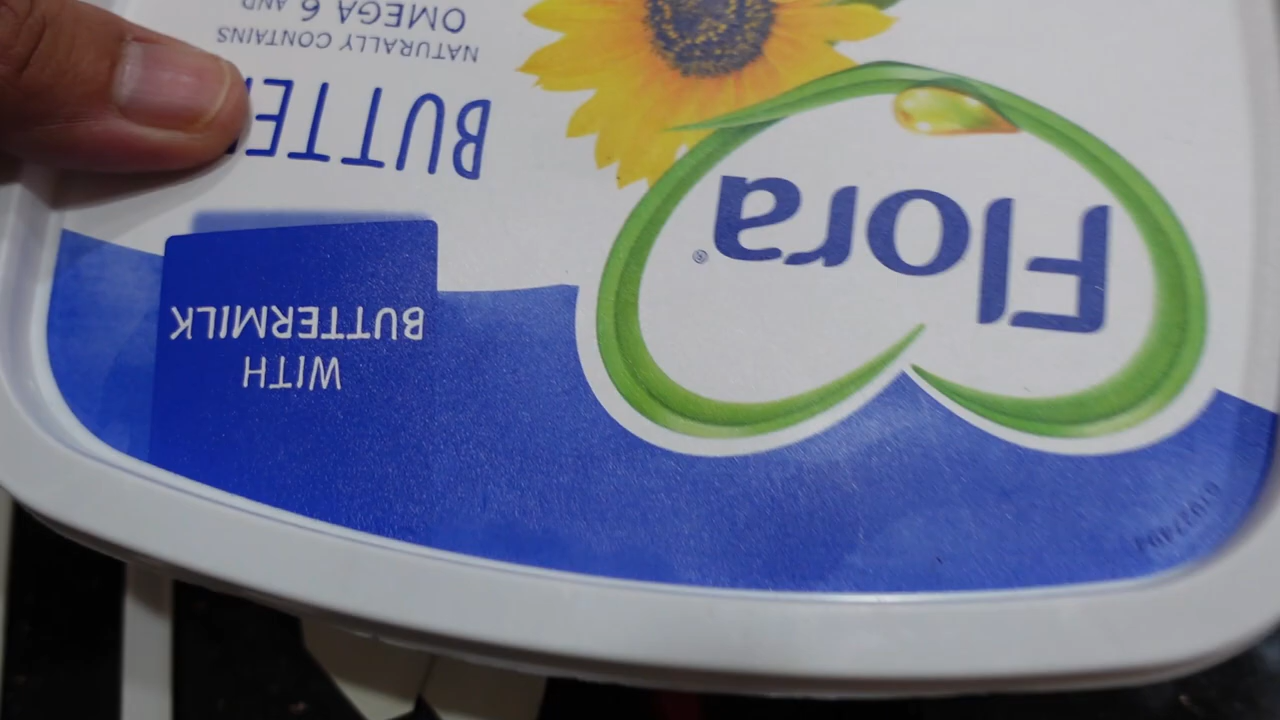 Flora®
WITH
BUTTERMILK
NATURALLY CONTAINS
OMEGA 6 AND